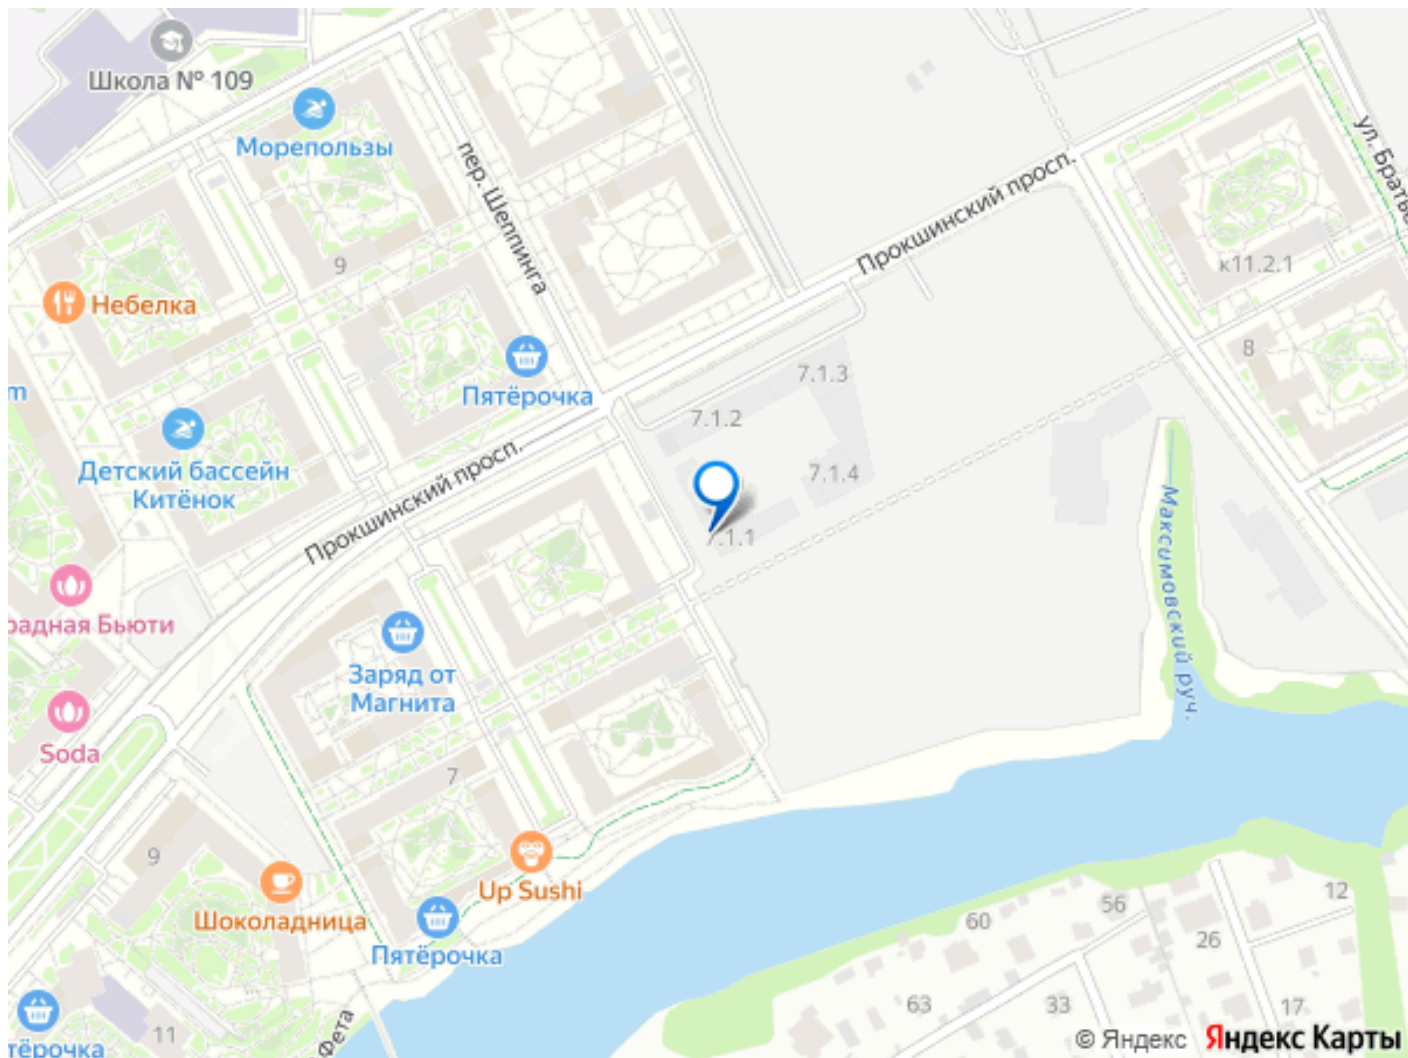 Школа № 109
Морепользы
пер. Шеппинга
ул. Братьев
Прокшинский просп.
9
к11.2.1
Небелка
8
Пятёрочка
7.1.3
7.1.2
Детский бассейн
Китёнок
7.1.4
Прокшинский просп.
7.1.1
Максимовский руч.
Заряд от
Магнита
радная Бьюти
Soda
7
9
Up Sushi
Шоколадница
Пятёрочка
60
56
12
26
63
33
17
11
Фета
тёрочка
© Яндекс Яндекс Карты